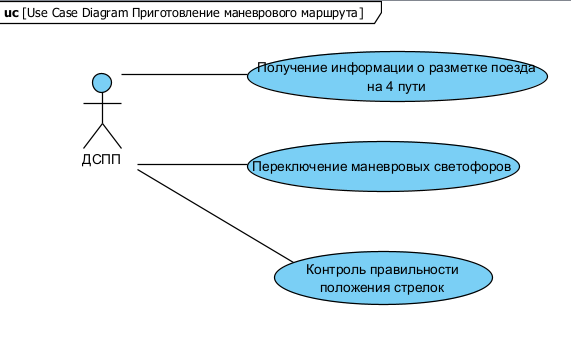 uc [Use Case Diagram Приготовление маневрового маршрута]
Получение информации о разметке поезда
на 4 пути
ДСПП
Переключение маневровых светофоров
Контроль правильности
положения стрелок